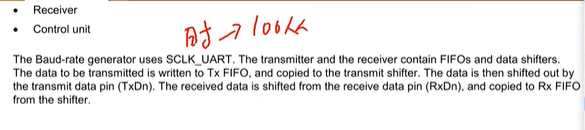 • Receiver
• Control unit
时→100M
The Baud-rate generator uses SCLK_UART. The transmitter and the receiver contain FIFOs and data shifters.
The data to be transmitted is written to Tx FIFO, and copied to the transmit shifter. The data is then shifted out by
the transmit data pin (TxDn). The received data is shifted from the receive data pin (RxDn), and copied to Rx FIFO
from the shifter.